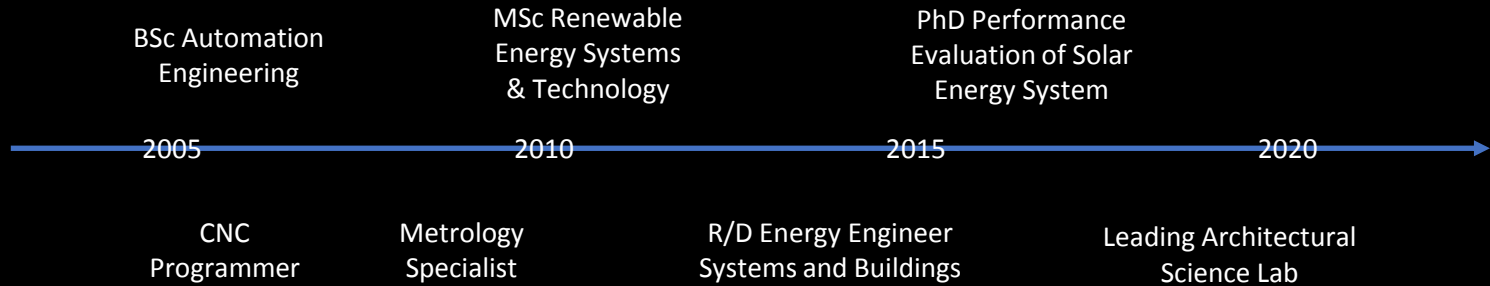 BSc Automation
Engineering
MSc Renewable
Energy Systems
& Technology
PhD Performance
Evaluation of Solar
Energy System
2005
2010
2015
2020
CNC
Programmer
Metrology
Specialist
R/D Energy Engineer
Systems and Buildings
Leading Architectural
Science Lab